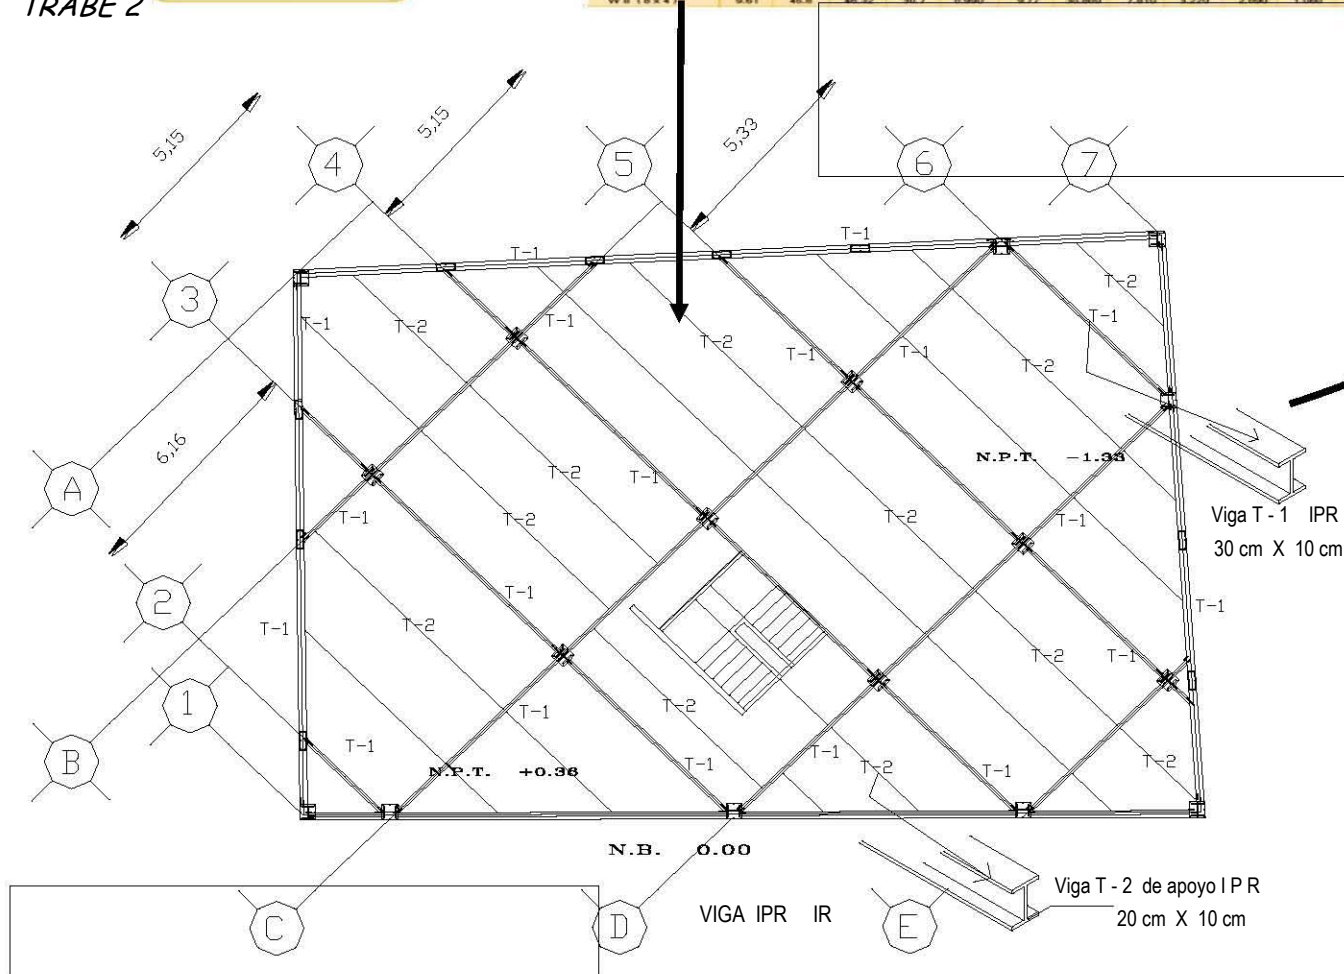 TRABE 2
5,15
5,15
5,33
4
5
6
7
3
T-1
T-1
T-2
T-1
T-2
T-1
T-2
T-1
T-1
T-1
T-2
6,16
A
N.P.T. -1.33
T-2
T-1
T-2
T-1
T-2
T-1
Viga T - 1 IPR
30 cm X 10 cm
2
T-1
T-1
T-2
T-1
T-2
T-1
1
T-2
T-1
B
T-1
N.P.T. +0.36
T-1
T-1
T-2
T-1
T-2
N.B. 0.00
Viga T - 2 de apoyo I P R
20 cm X 10 cm
VIGA IPR IR
C
D
E